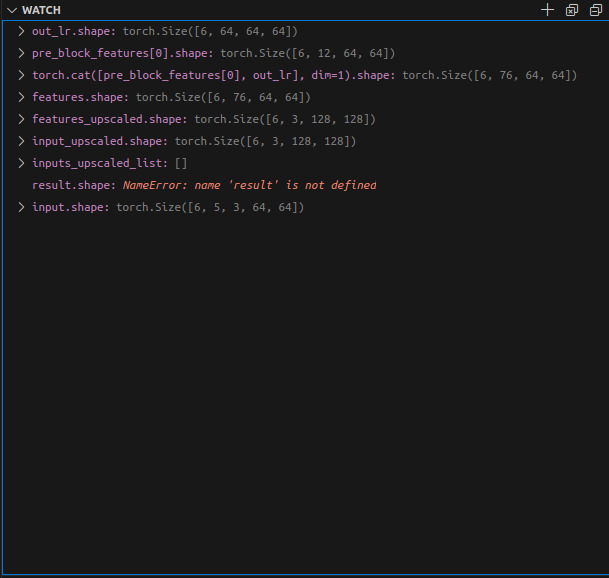 WATCH
out_lr.shape: torch.Size([6, 64, 64, 64])
pre_block_features[0].shape: torch.Size([6, 12, 64, 64])
torch.cat([pre_block_features[0], out_lr], dim=1).shape: torch.Size([6, 76, 64, 64])
features.shape: torch.Size([6, 76, 64, 64])
features_upscaled.shape: torch.Size([6, 3, 128, 128])
input_upscaled.shape: torch.Size([6, 3, 128, 128])
inputs_upscaled_list: []
result.shape: NameError: name 'result' is not defined
input.shape: torch.Size([6, 5, 3, 64, 64])